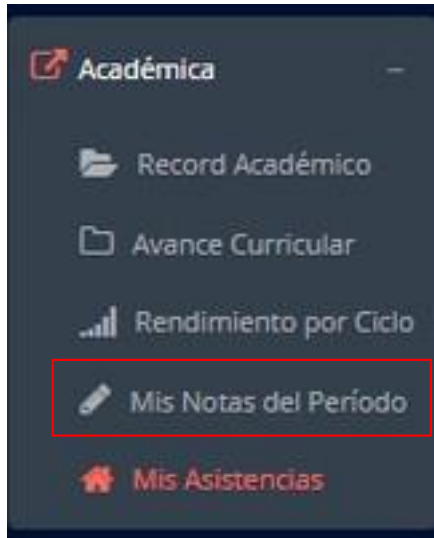 Académica
Record Académico
Avance Curricular
Rendimiento por Ciclo
Mis Notas del Período
Mis Asistencias